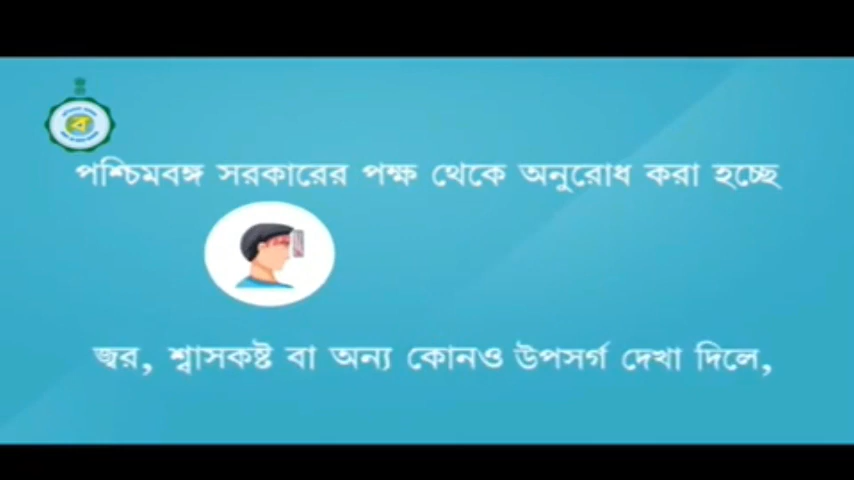 পশ্চিমবঙ্গ সরকারের পক্ষ থেকে অনুরোধ করা হচ্ছে
জ্বর, শ্বাসকষ্ট বা অন্য কোনও উপসর্গ দেখা দিলে,